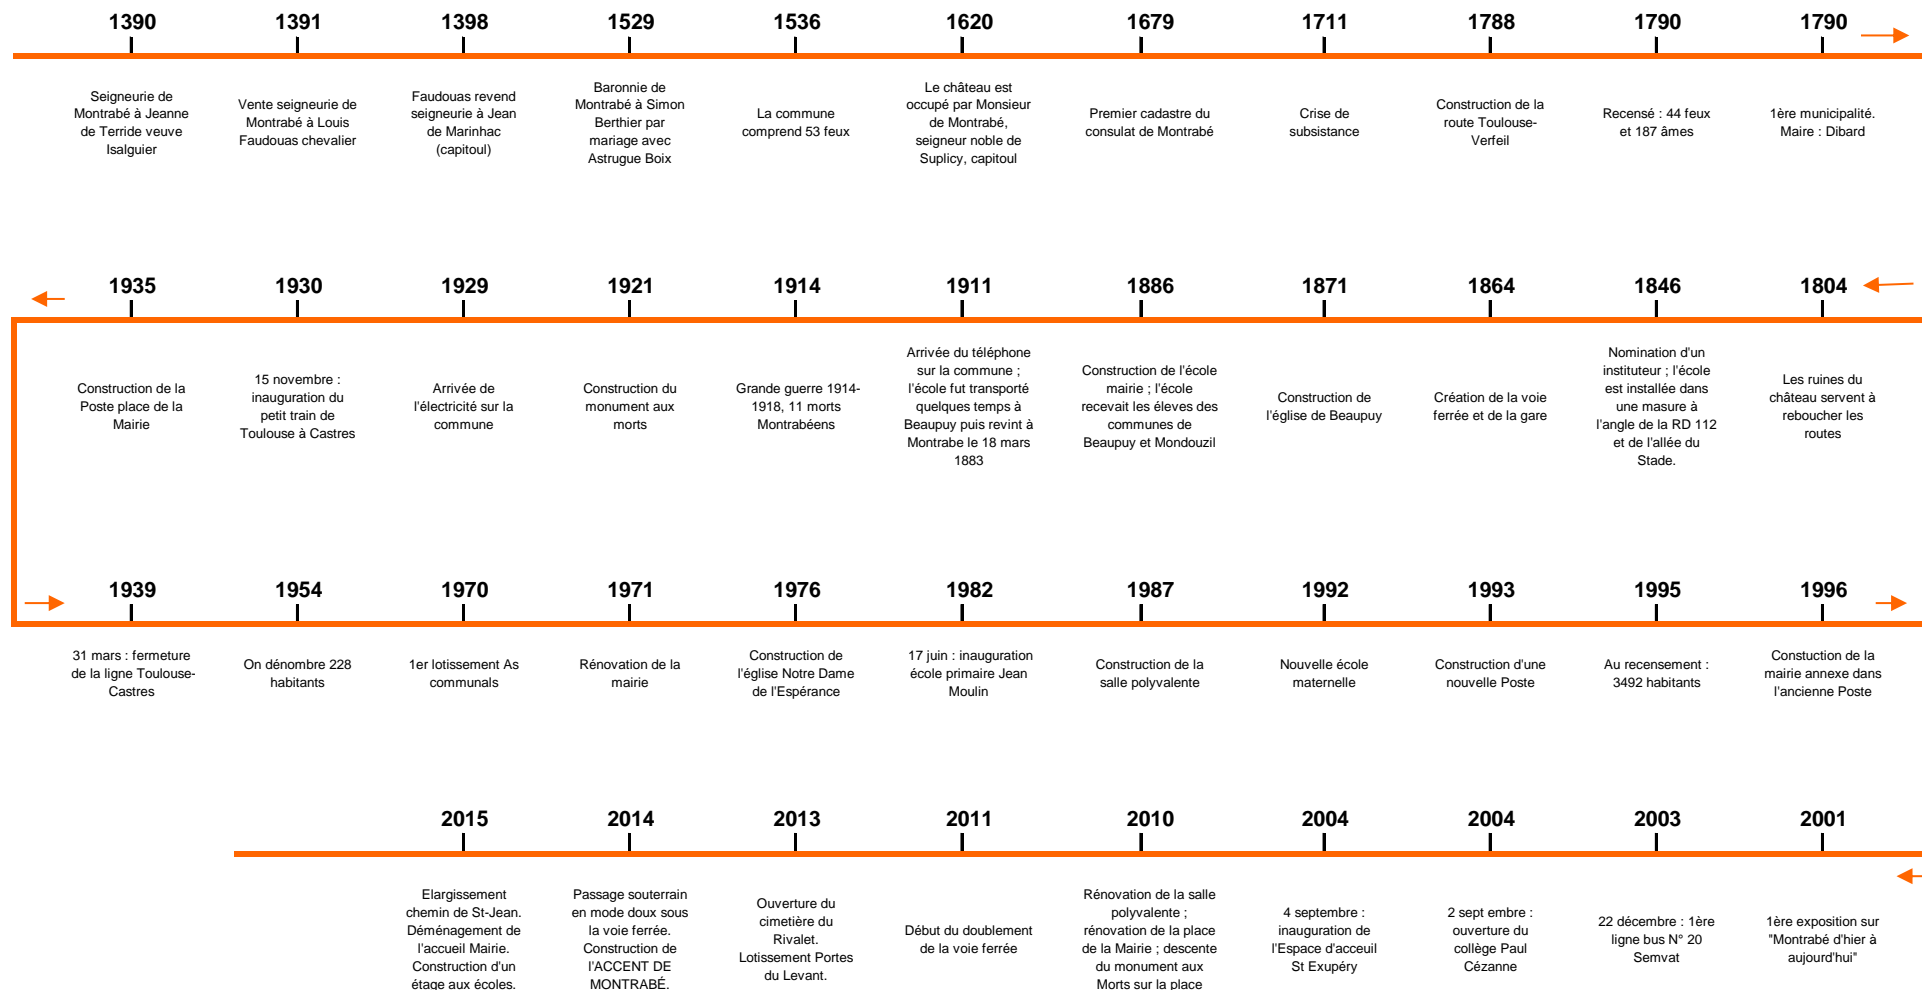 1390
Seigneurie de
Montrabé à Jeanne
de Terride veuve
Isalguier
1391
Vente seigneurie de
Montrabé à Louis
Faudouas chevalier
1398
Faudouas revend
seigneurie à Jean
de Marinhac
(capitoul)
1529
Baronnie de
Montrabé à Simon
Berthier par
mariage avec
Astrugue Boix
1536
La commune
comprend 53 feux
1620
Le château est
occupé par Monsieur
de Montrabé,
seigneur noble de
Suplicy, capitoul
1679
Premier cadastre du
consulat de Montrabé
1711
Crise de
subsistance
1788
Construction de la
route Toulouse-
Verfeil
1790
Recensé : 44 feux
et 187 âmes
1790
1ère municipalité.
Maire : Dibard
1804
Les ruines du
château servent à
reboucher les
routes
1846
Nomination d'un
instituteur ; l'école
est installée dans
une masure à
l'angle de la RD 112
et de l'allée du
Stade.
1864
Création de la voie
ferrée et de la gare
1871
Construction de
l'église de Beaupuy
1886
Construction de l'école
mairie ; l'école
recevait les éleves des
communes de
Beaupuy et Mondouzil
1911
Arrivée du téléphone
sur la commune ;
l'école fut transporté
quelques temps à
Beaupuy puis revint à
Montrabe le 18 mars
1883
1914
Grande guerre 1914-
1918, 11 morts
Montrabéens
1921
Construction du
monument aux
morts
1929
Arrivée de
l'électricité sur la
commune
1930
15 novembre :
inauguration du
petit train de
Toulouse à Castres
1935
Construction de la
Poste place de la
Mairie
1939
31 mars : fermeture
de la ligne Toulouse-
Castres
1954
On dénombre 228
habitants
1970
1er lotissement As
communals
1971
Rénovation de la
mairie
1976
Construction de
l'église Notre Dame
de l'Espérance
1982
17 juin : inauguration
école primaire Jean
Moulin
1987
Construction de la
salle polyvalente
1992
Nouvelle école
maternelle
1993
Construction d'une
nouvelle Poste
1995
Au recensement :
3492 habitants
1996
Constuction de la
mairie annexe dans
l'ancienne Poste
2001
1ère exposition sur
"Montrabé d'hier à
aujourd'hui"
2003
22 décembre : 1ère
ligne bus N° 20
Semvat
2004
2 sept embre :
ouverture du
collège Paul
Cézanne
2004
4 septembre :
inauguration de
l'Espace d'acceuil
St Exupéry
2010
Rénovation de la salle
polyvalente ;
rénovation de la place
de la Mairie ; descente
du monument aux
Morts sur la place
2011
Début du doublement
de la voie ferrée
2013
Ouverture du
cimetière du
Rivalet.
Lotissement Portes
du Levant.
2014
Passage souterrain
en mode doux sous
la voie ferrée.
Construction de
l'ACCENT DE
MONTRABÉ.
2015
Elargissement
chemin de St-Jean.
Déménagement de
l'accueil Mairie.
Construction d'un
étage aux écoles.